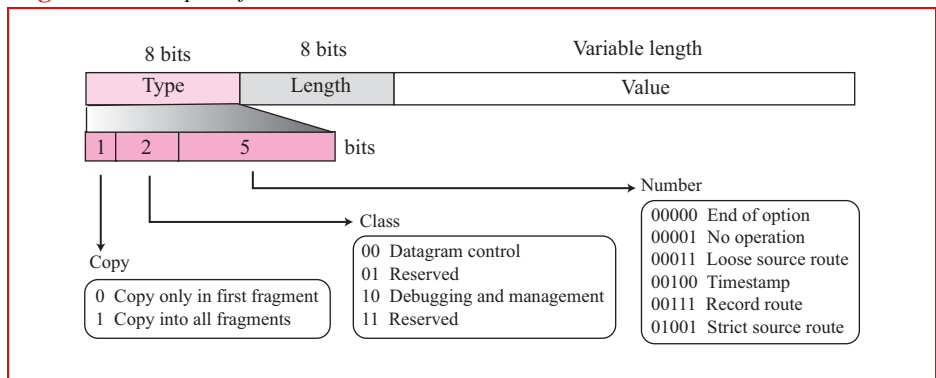 8 bits 8 bits Variable length
Type Length Value
1 2 5 bits
Number
00000 End of option
00001 No operation
00011 Loose source route
00100 Timestamp
00111 Record route
01001 Strict source route
Class
00 Datagram control
01 Reserved
10 Debugging and management
11 Reserved
Copy
0 Copy only in first fragment
1 Copy into all fragments